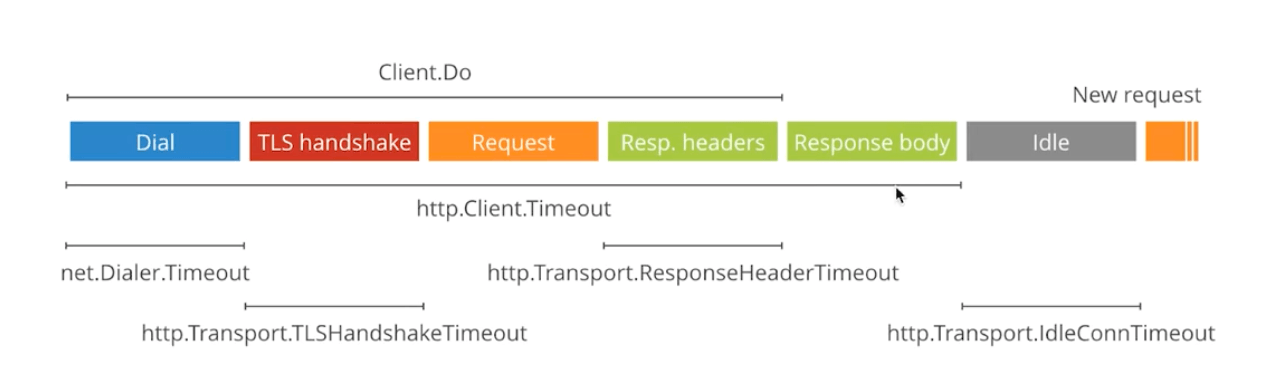 Client.Do
New request
Dial
TLS handshake
Request
Resp. headers
Response body
Idle
http.Client.Timeout
net.Dialer.Timeout
http.Transport.ResponseHeaderTimeout
http.Transport.TLSHandshakeTimeout
http.Transport.IdleConnTimeout